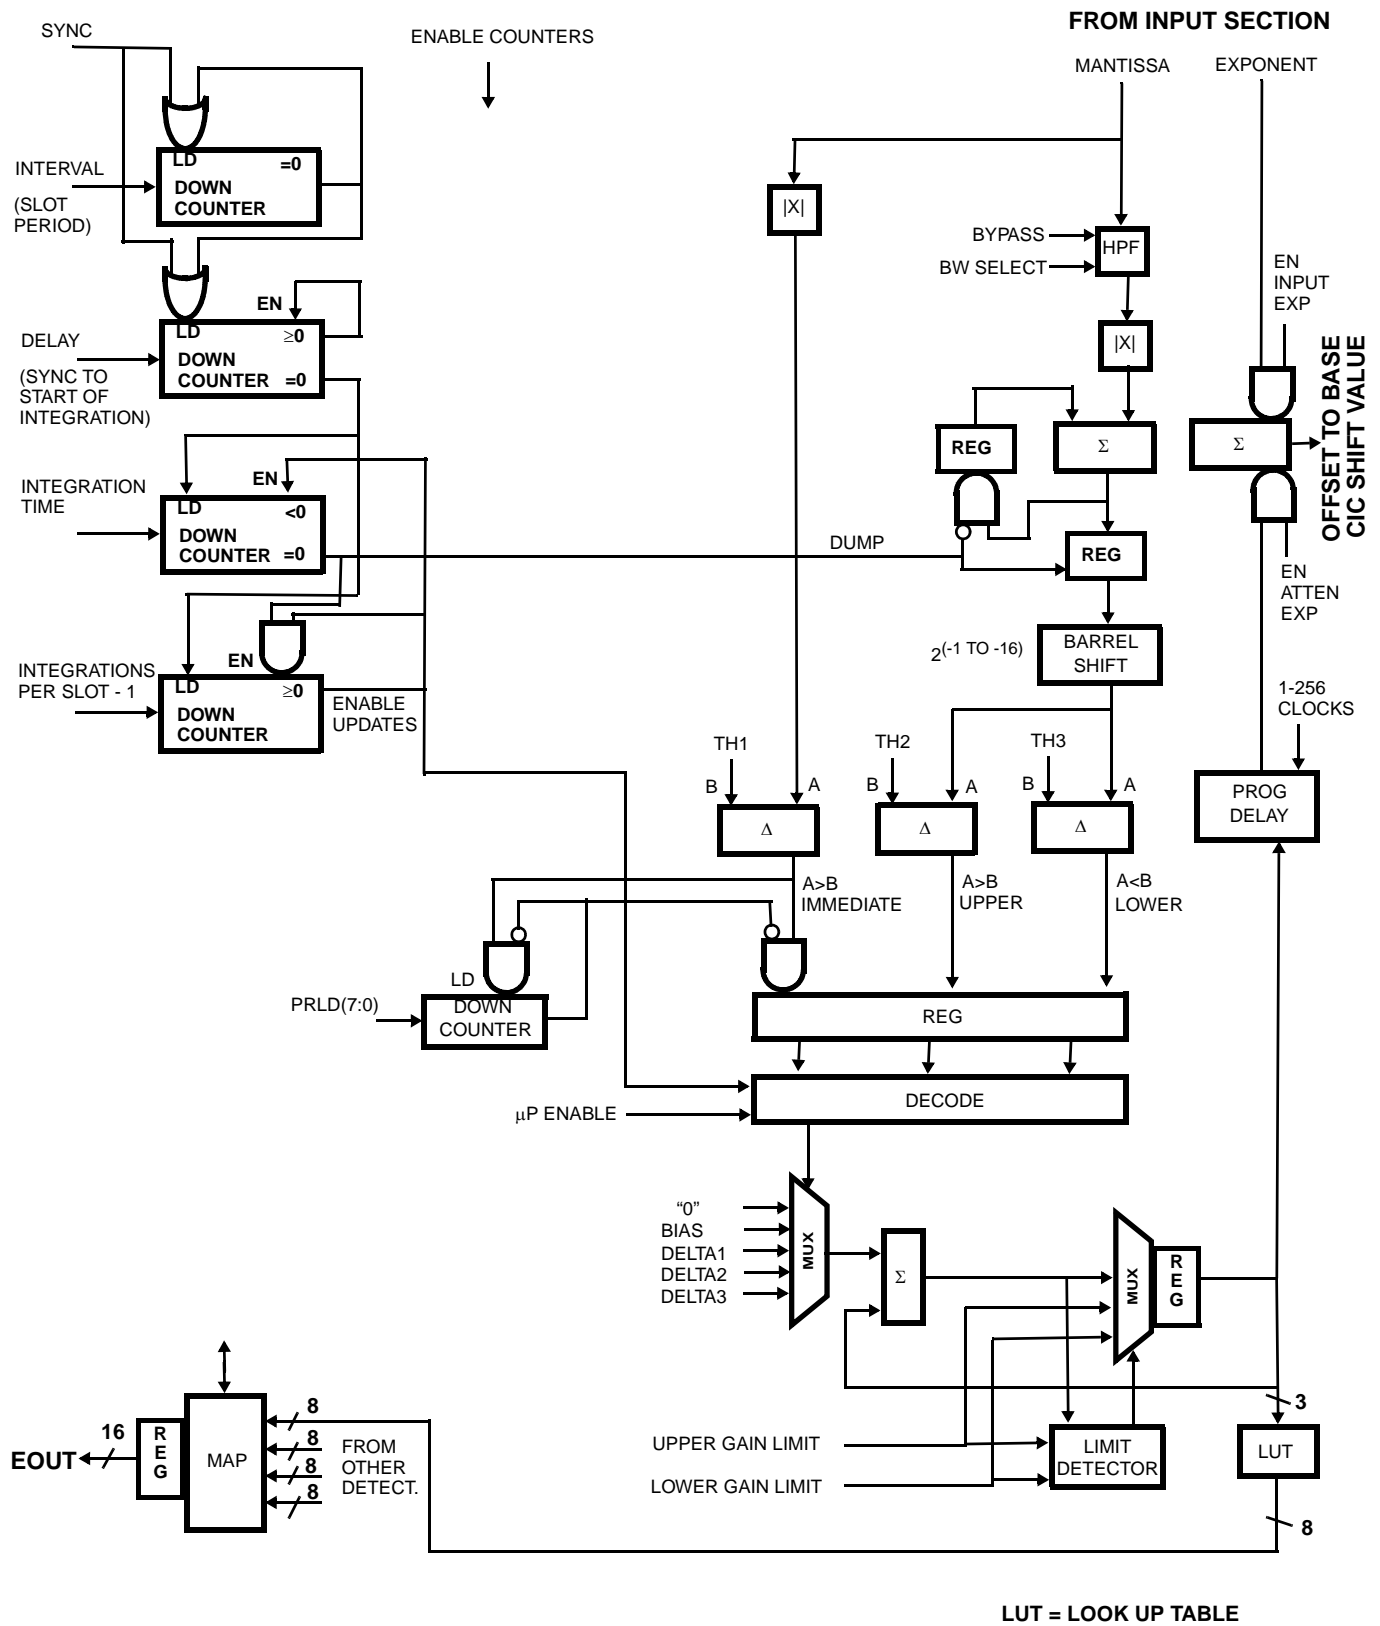 FROM INPUT SECTION
SYNC
ENABLE COUNTERS
MANTISSA
EXPONENT
LD
=0
INTERVAL
DOWN
COUNTER
(SLOT
PERIOD)
|X|
BYPASS
HPF
BW SELECT
EN
INPUT
EXP
EN
LD
≥0
DELAY
DOWN
COUNTER
=0
(SYNC TO
START OF
INTEGRATION)
|X|
OFFSET TO BASE
CIC SHIFT VALUE
REG
Σ
Σ
EN
INTEGRATION
TIME
LD
<0
DOWN
COUNTER
=0
DUMP
REG
EN
ATTEN
EXP
2(-1 TO -16)
BARREL
SHIFT
EN
INTEGRATIONS
PER SLOT - 1
LD
≥0
DOWN
COUNTER
ENABLE
UPDATES
1-256
CLOCKS
TH1
TH2
TH3
B
A
B
A
B
A
PROG
DELAY
Δ
Δ
Δ
A>B
IMMEDIATE
A>B
UPPER
A<B
LOWER
LD
PRLD(7:0)
DOWN
COUNTER
REG
DECODE
μP ENABLE
“0”
BIAS
DELTA1
DELTA2
DELTA3
MUX
Σ
MUX
REG
3
8
16
EOUT
REG
MAP
8
8
8
FROM
OTHER
DETECT.
UPPER GAIN LIMIT
LOWER GAIN LIMIT
LIMIT
DETECTOR
LUT
8
LUT = LOOK UP TABLE